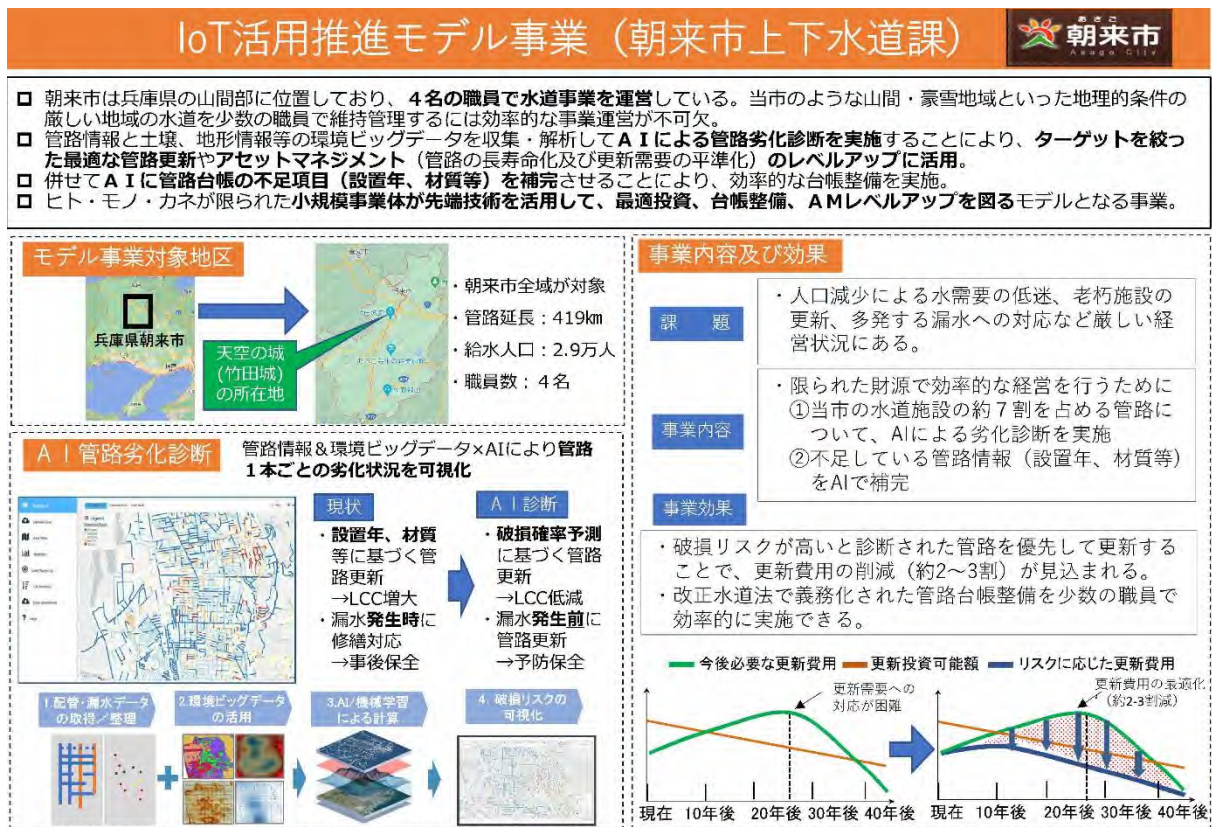 IoT活用推進モデル事業(朝来市上下水道課)
あさご
朝来市
Asago City
朝来市は兵庫県の山間部に位置しており、４名の職員で水道事業を運営している。当市のような山間・豪雪地域といった地理的条件の
厳しい地域の水道を少数の職員で維持管理するには効率的な事業運営が不可欠。
管路情報と土壌、地形情報等の環境ビッグデータを収集・解析してＡＩによる管路劣化診断を実施することにより、ターゲットを絞っ
た最適な管路更新やアセットマネジメント（管路の長寿命化及び更新需要の平準化）のレベルアップに活用。
併せてＡＩに管路台帳の不足項目（設置年、材質等）を補完させることにより、効率的な台帳整備を実施。
ヒト・モノ・カネが限られた小規模事業体が先端技術を活用して、最適投資、台帳整備、ＡＭレベルアップを図るモデルとなる事業。
モデル事業対象地区
兵庫県朝来市
天空の城
(竹田城)
の所在地
・朝来市全域が対象
・管路延長：419㎞
・給水人口：2.9万人
・職員数：４名
ＡＩ管路劣化診断
管路情報＆環境ビッグデータ×AIにより管路
１本ごとの劣化状況を可視化
現状
・設置年、材質
等に基づく管
路更新
→LCC増大
・漏水発生時に
修繕対応
→事後保全
ＡＩ診断
・破損確率予測
に基づく管路
更新
→LCC低減
・漏水発生前に
管路更新
→予防保全
1.配管・漏水データ
の取得／整理
2.環境ビッグデータ
の活用
3.AI/機械学習
による計算
4. 破損リスクの
可視化
事業内容及び効果
課　題
・人口減少による水需要の低迷、老朽施設の
更新、多発する漏水への対応など厳しい経
営状況にある。
事業内容
・限られた財源で効率的な経営を行うために
①当市の水道施設の約７割を占める管路に
ついて、AIによる劣化診断を実施
②不足している管路情報（設置年、材質等）
をAIで補完
事業効果
・破損リスクが高いと診断された管路を優先して更新する
ことで、更新費用の削減（約2～3割）が見込まれる。
・改正水道法で義務化された管路台帳整備を少数の職員で
効率的に実施できる。
今後必要な更新費用 更新投資可能額 リスクに応じた更新費用
更新需要への
対応が困難
現在 10年後 20年後 30年後 40年後
更新費用の最適化
（約2-3割減）
現在 10年後 20年後 30年後 40年後